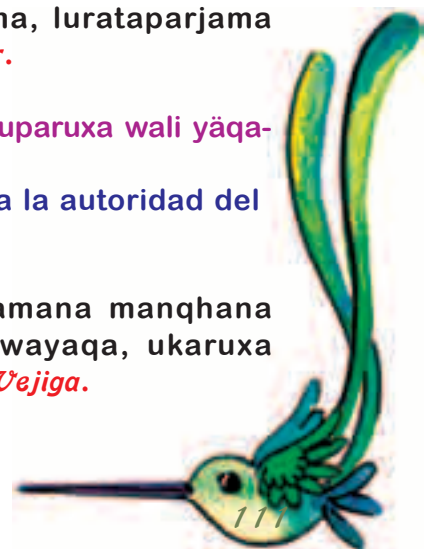 na, lurataparjama
r.
uparuxa wali yäqa-
a la autoridad del
amana manqhana
wayaqa, ukaruxa
Vejiga.
111